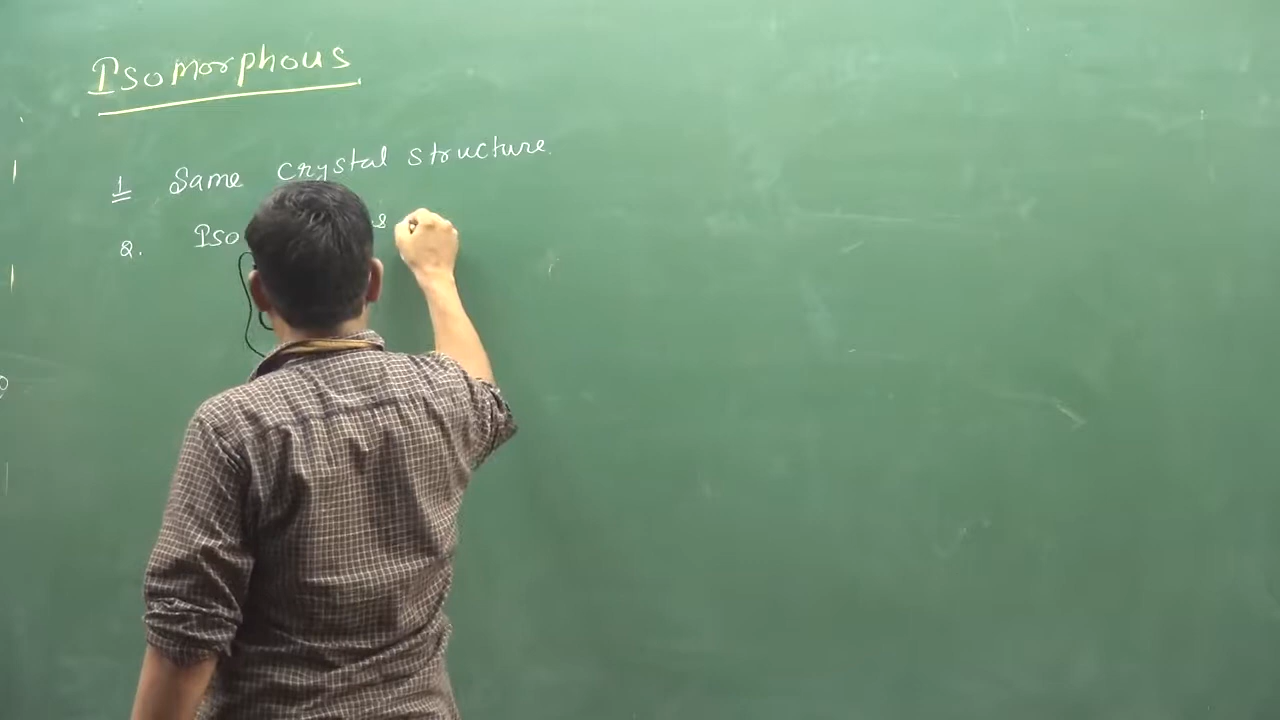 Isomorphous
1 Same crystal structure.
2. Iso